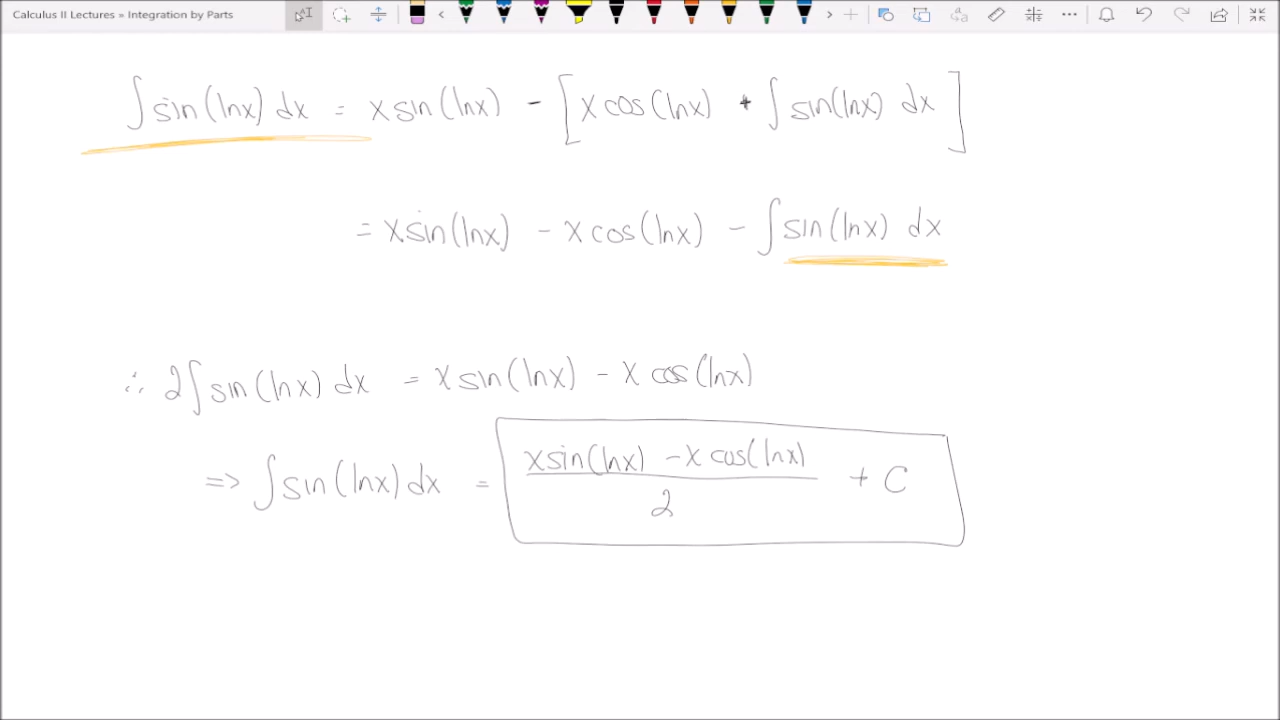 Calculus II Lectures » Integration by Parts
∫ sin(lnx) dx = x sin(lnx) - [x cos(lnx) + ∫ sin(lnx) dx]
= x sin(lnx) - x cos(lnx) - ∫ sin(lnx) dx
∴ 2∫ sin(lnx) dx = x sin(lnx) - x cos(lnx)
=> ∫ sin(lnx) dx = (x sin(lnx) - x cos(lnx))/2 + C